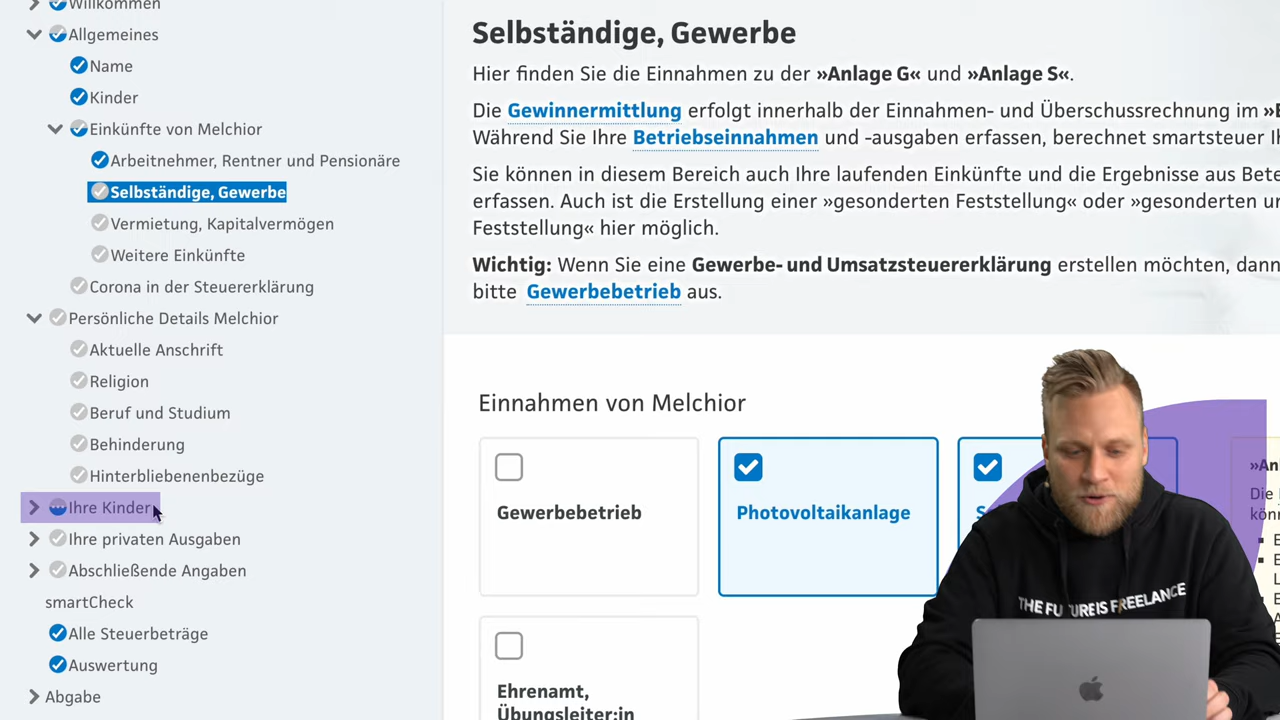 Willkommen
Allgemeines
Name
Kinder
Einkünfte von Melchior
Arbeitnehmer, Rentner und Pensionäre
Selbständige, Gewerbe
Vermietung, Kapitalvermögen
Weitere Einkünfte
Corona in der Steuererklärung
Persönliche Details Melchior
Aktuelle Anschrift
Religion
Beruf und Studium
Behinderung
Hinterbliebenenbezüge
Ihre Kinder
Ihre privaten Ausgaben
Abschließende Angaben
smartCheck
Alle Steuerbeträge
Auswertung
Abgabe
Selbständige, Gewerbe
Hier finden Sie die Einnahmen zu der »Anlage G« und »Anlage S«.
Die Gewinnermittlung erfolgt innerhalb der Einnahmen- und Überschussrechnung im
Während Sie Ihre Betriebseinnahmen und -ausgaben erfassen, berechnet smartsteuer
Sie können in diesem Bereich auch Ihre laufenden Einkünfte und die Ergebnisse aus
erfassen. Auch ist die Erstellung einer »gesonderten Feststellung« oder »gesonderten
Feststellung« hier möglich.
Wichtig: Wenn Sie eine Gewerbe- und Umsatzsteuererklärung erstellen möchten, dann
bitte Gewerbebetrieb aus.
Einnahmen von Melchior
Gewerbebetrieb
Photovoltaikanlage
Ehrenamt,
Übungsleiter:in
Die
THE FUTURE IS FREELANCE